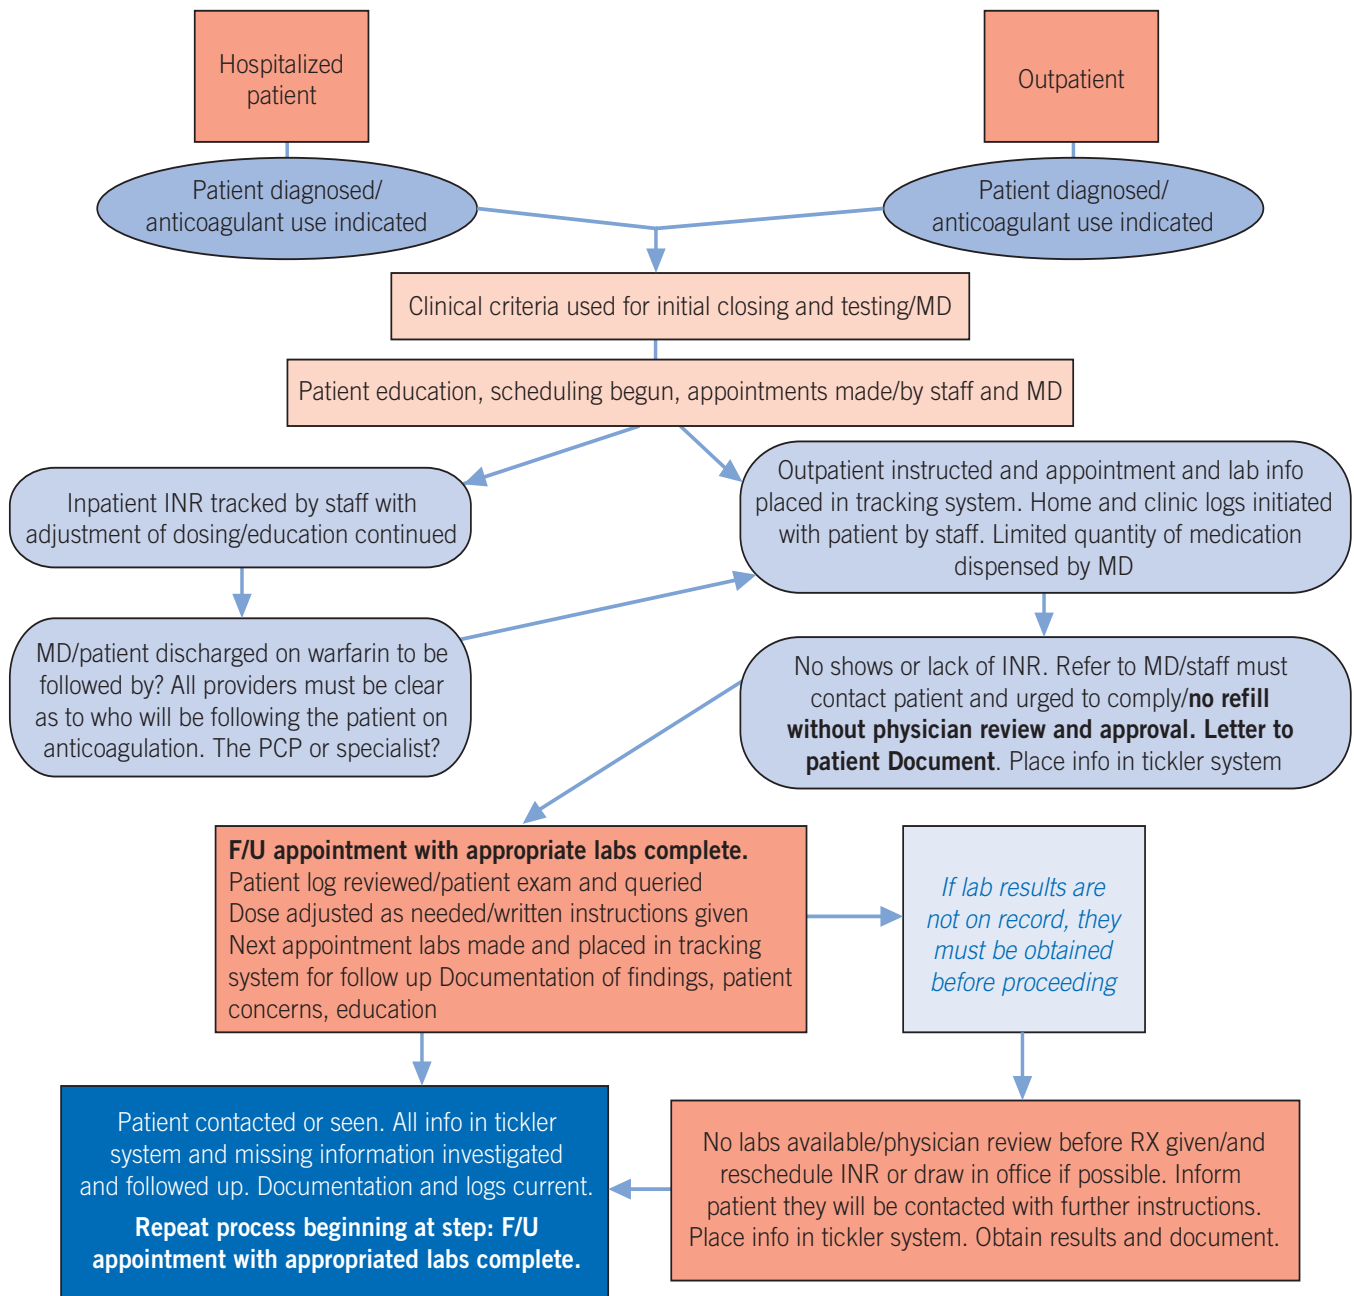 Hospitalized
patient
Outpatient
Patient diagnosed/
anticoagulant use indicated
Patient diagnosed/
anticoagulant use indicated
Clinical criteria used for initial closing and testing/MD
Patient education, scheduling begun, appointments made/by staff and MD
Inpatient INR tracked by staff with
adjustment of dosing/education continued
Outpatient instructed and appointment and lab info
placed in tracking system. Home and clinic logs initiated
with patient by staff. Limited quantity of medication
dispensed by MD
MD/patient discharged on warfarin to be
followed by? All providers must be clear
as to who will be following the patient on
anticoagulation. The PCP or specialist?
No shows or lack of INR. Refer to MD/staff must
contact patient and urged to comply/no refill
without physician review and approval. Letter to
patient Document. Place info in tickler system
F/U appointment with appropriate labs complete.
Patient log reviewed/patient exam and queried
Dose adjusted as needed/written instructions given
Next appointment labs made and placed in tracking
system for follow up Documentation of findings, patient
concerns, education
If lab results are
not on record, they
must be obtained
before proceeding
Patient contacted or seen. All info in tickler
system and missing information investigated
and followed up. Documentation and logs current.
Repeat process beginning at step: F/U
appointment with appropriated labs complete.
No labs available/physician review before RX given/and
reschedule INR or draw in office if possible. Inform
patient they will be contacted with further instructions.
Place info in tickler system. Obtain results and document.